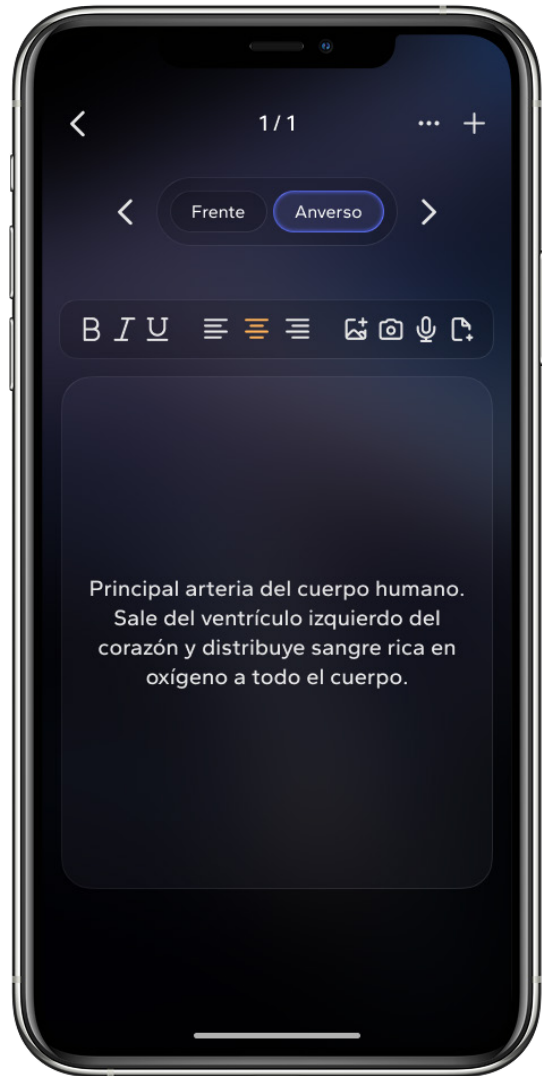 1/1
Frente Anverso
B I U
Principal arteria del cuerpo humano.
Sale del ventrículo izquierdo del
corazón y distribuye sangre rica en
oxígeno a todo el cuerpo.